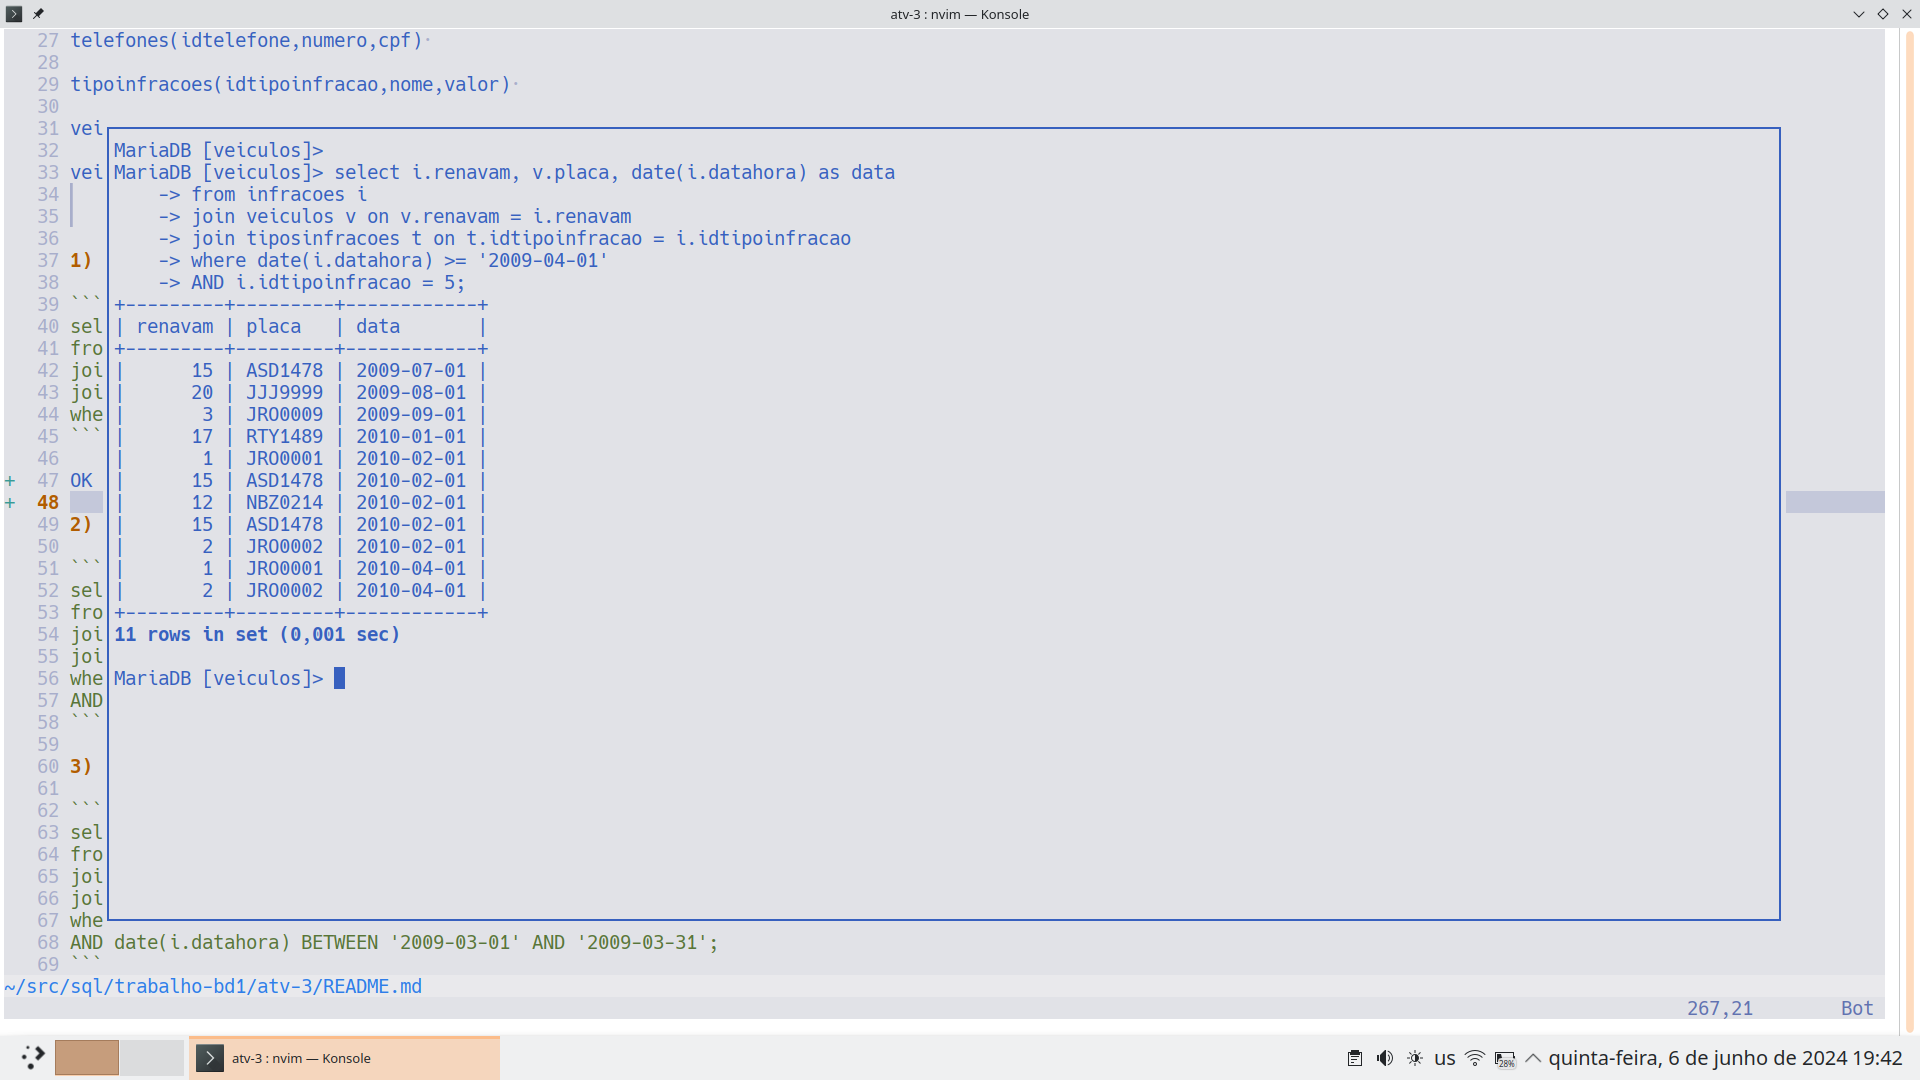 atv-3 : nvim — Konsole
27 telefones(idtelefone,numero,cpf)
28
29 tipoinfracoes(idtipoinfracao,nome,valor)
30
31 vei
32 MariaDB [veiculos]>
33 vei MariaDB [veiculos]> select i.renavam, v.placa, date(i.datahora) as data
34 -> from infracoes i
35 -> join veiculos v on v.renavam = i.renavam
36 -> join tiposinfracoes t on t.idtipoinfracao = i.idtipoinfracao
37 1) -> where date(i.datahora) >= '2009-04-01'
38 -> AND i.idtipoinfracao = 5;
39 ``` +---------+---------+------------+
40 sel | renavam | placa   | data       |
41 fro +---------+---------+------------+
42 joi |      15 | ASD1478 | 2009-07-01 |
43 joi |      20 | JJJ9999 | 2009-08-01 |
44 whe |       3 | JRO0009 | 2009-09-01 |
45 ``` |      17 | RTY1489 | 2010-01-01 |
46 |       1 | JRO0001 | 2010-02-01 |
+ 47 OK |      15 | ASD1478 | 2010-02-01 |
+ 48 |      12 | NBZ0214 | 2010-02-01 |
49 2) |      15 | ASD1478 | 2010-02-01 |
50 |       2 | JRO0002 | 2010-02-01 |
51 ``` |       1 | JRO0001 | 2010-04-01 |
52 sel |       2 | JRO0002 | 2010-04-01 |
53 fro +---------+---------+------------+
54 joi 11 rows in set (0,001 sec)
55 joi
56 whe MariaDB [veiculos]>
57 AND
58 ```
59
60 3)
61
62 ```
63 sel
64 fro
65 joi
66 joi
67 whe
68 AND date(i.datahora) BETWEEN '2009-03-01' AND '2009-03-31';
69 ```
~/src/sql/trabalho-bd1/atv-3/README.md
267,21 Bot
atv-3 : nvim — Konsole us 28% quinta-feira, 6 de junho de 2024 19:42